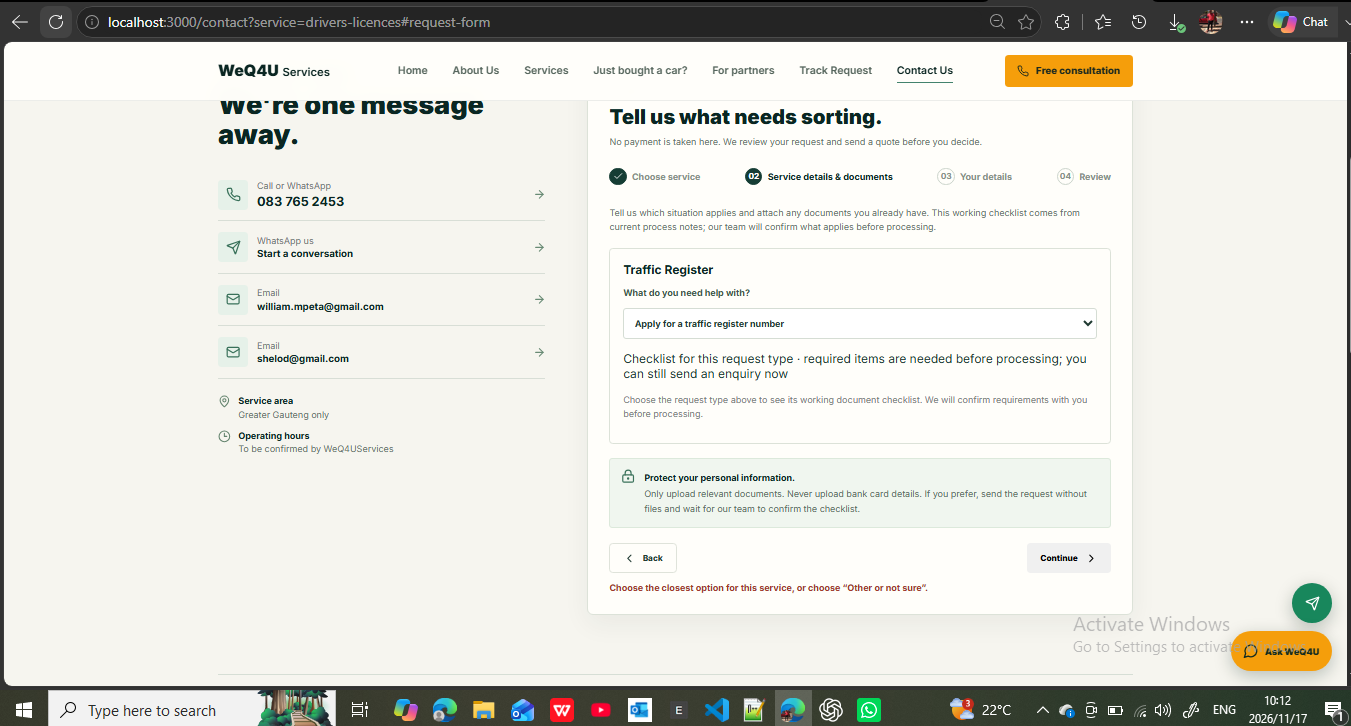 localhost:3000/contact?service=drivers-licences#request-form
Chat
WeQ4U Services
Home
About Us
Services
Just bought a car?
For partners
Track Request
Contact Us
Free consultation
We're one message
away.
Call or WhatsApp
083 765 2453
WhatsApp us
Start a conversation
Email
william.mpeta@gmail.com
Email
shelod@gmail.com
Service area
Greater Gauteng only
Operating hours
To be confirmed by WeQ4UServices
Tell us what needs sorting.
No payment is taken here. We review your request and send a quote before you decide.
Choose service
02 Service details & documents
03 Your details
04 Review
Tell us which situation applies and attach any documents you already have. This working checklist comes from
current process notes; our team will confirm what applies before processing.
Traffic Register
What do you need help with?
Apply for a traffic register number
Checklist for this request type · required items are needed before processing; you
can still send an enquiry now
Choose the request type above to see its working document checklist. We will confirm requirements with you
before processing.
Protect your personal information.
Only upload relevant documents. Never upload bank card details. If you prefer, send the request without
files and wait for our team to confirm the checklist.
Back
Continue
Choose the closest option for this service, or choose “Other or not sure”.
Activate Windows
Go to Settings to activat
Ask WeQ4U
Type here to search
3
22°C
ENG
10:12
2026/11/17
1